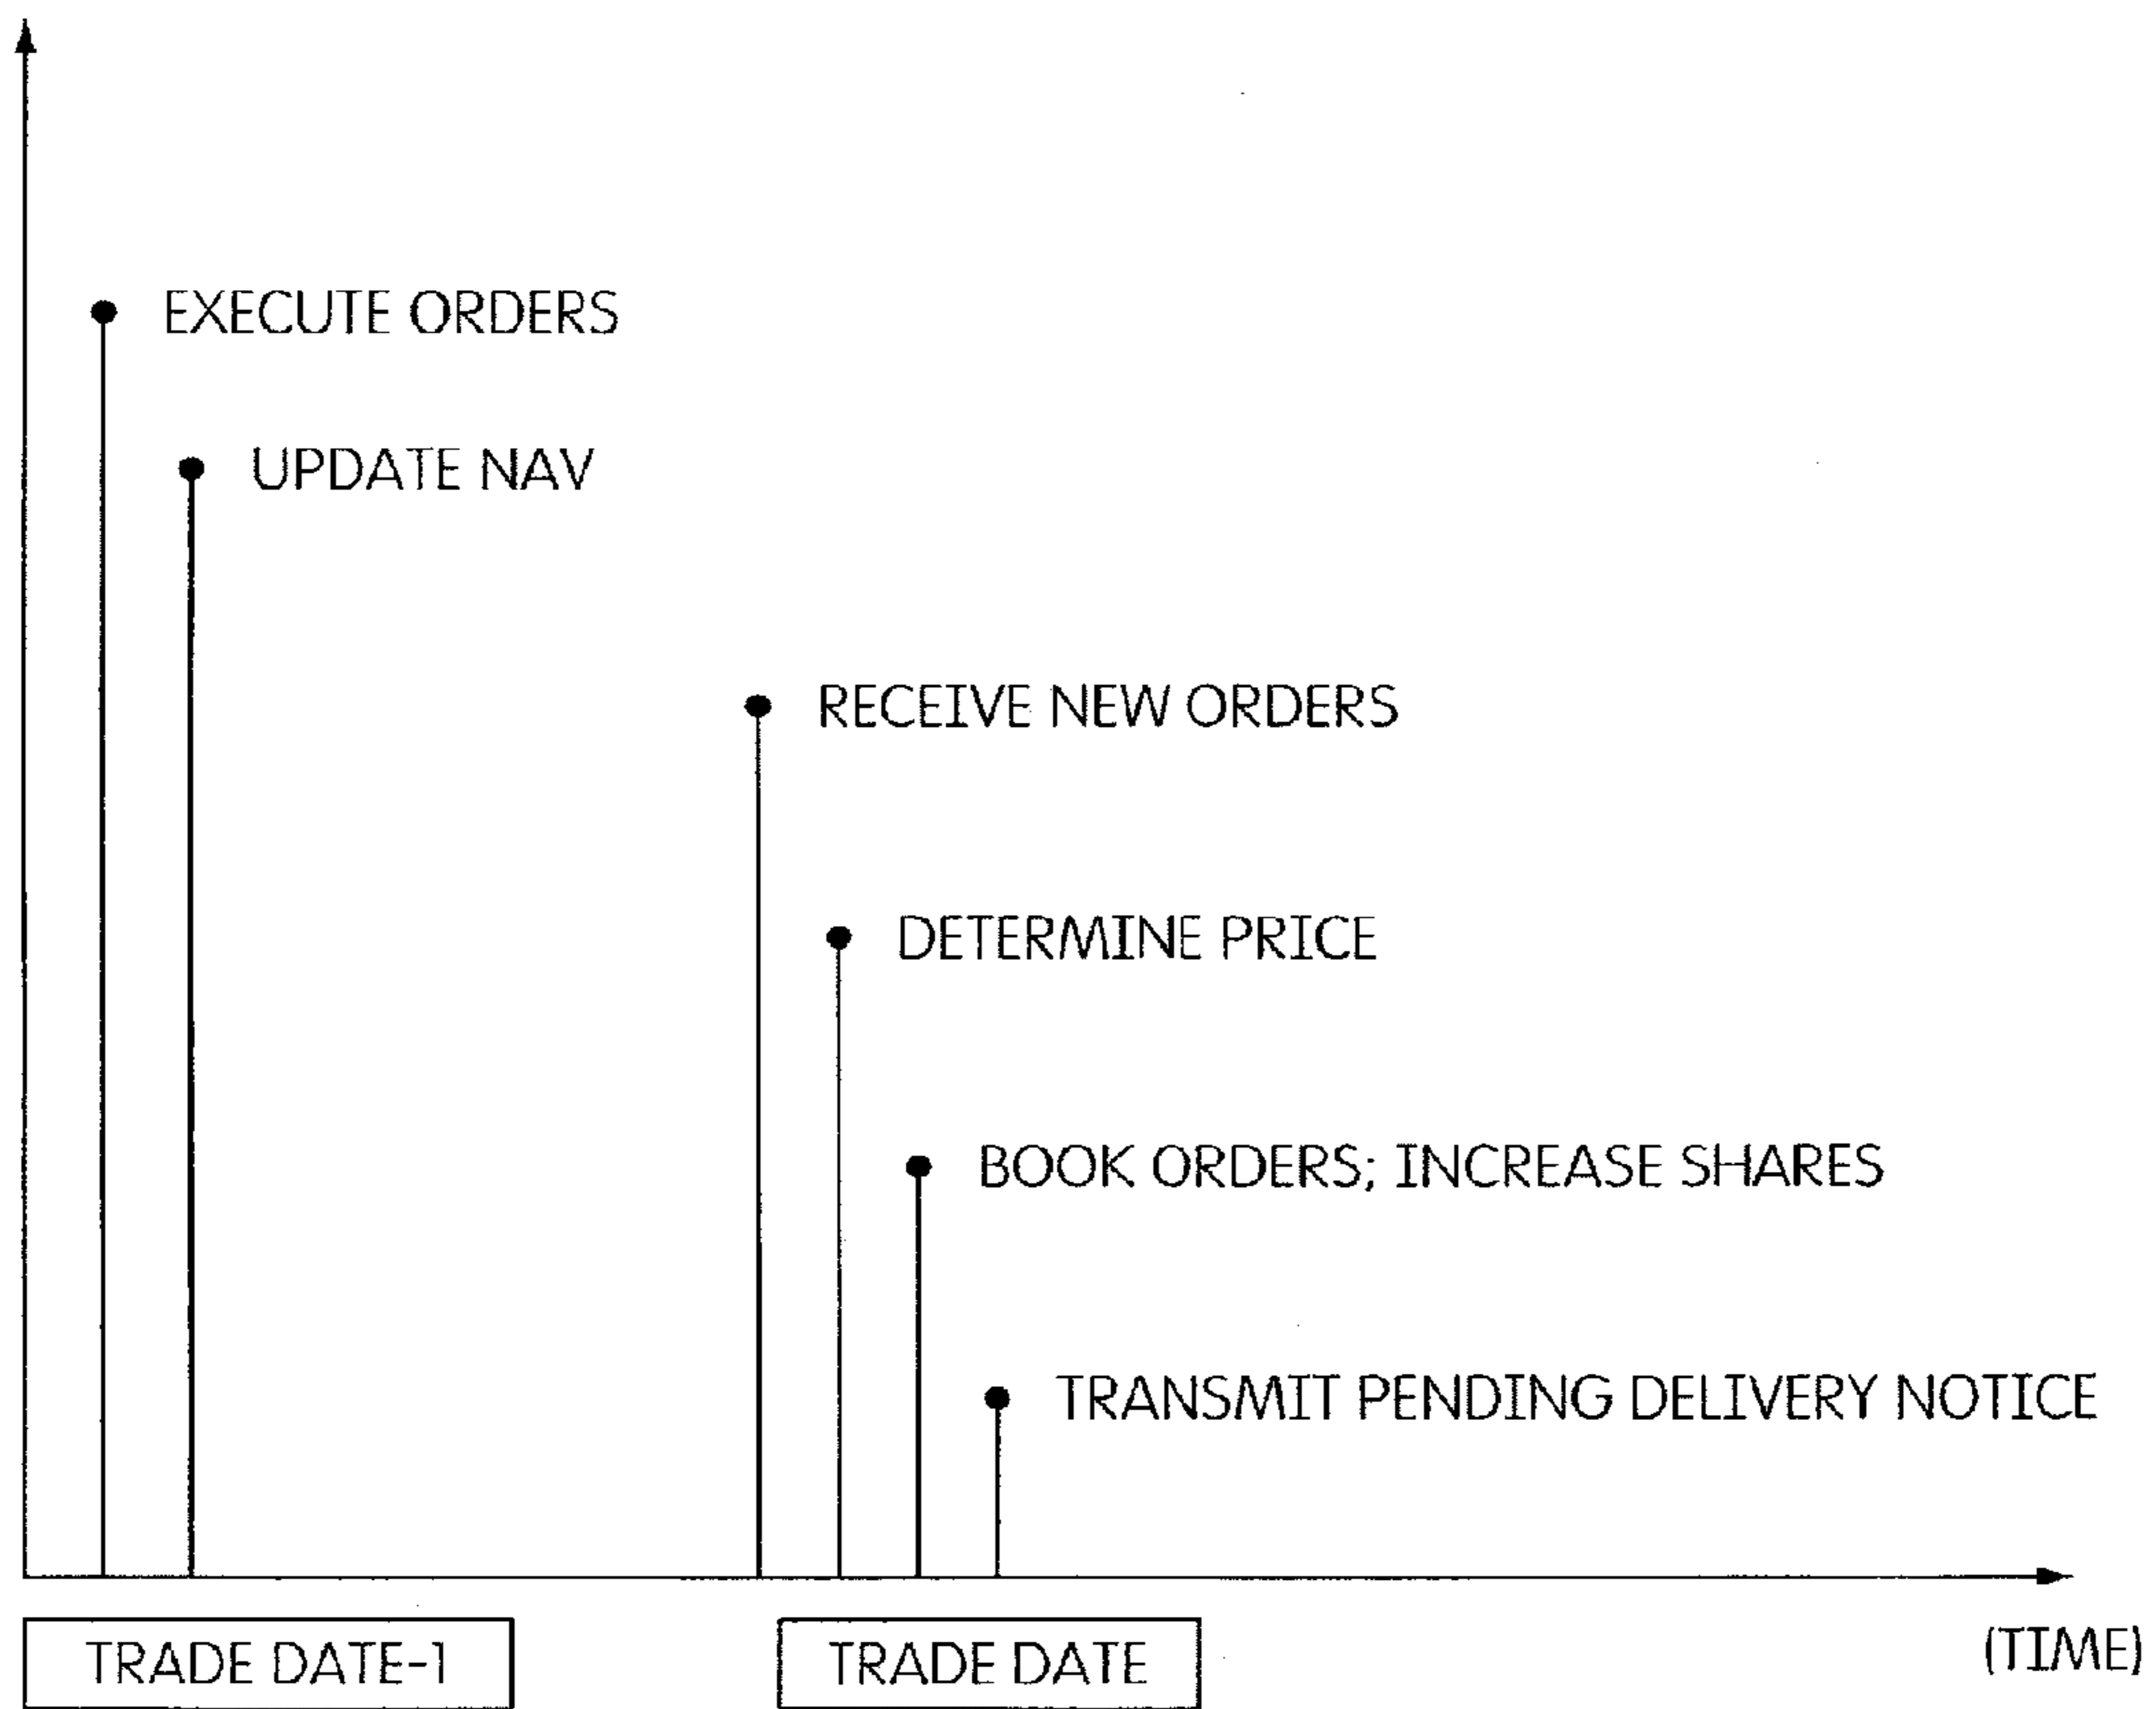 EXECUTE ORDERS
UPDATE NAV
RECEIVE NEW ORDERS
DETERMINE PRICE
BOOK ORDERS; INCREASE SHARES
TRANSMIT PENDING DELIVERY NOTICE
TRADE DATE-1
TRADE DATE
(TIME)